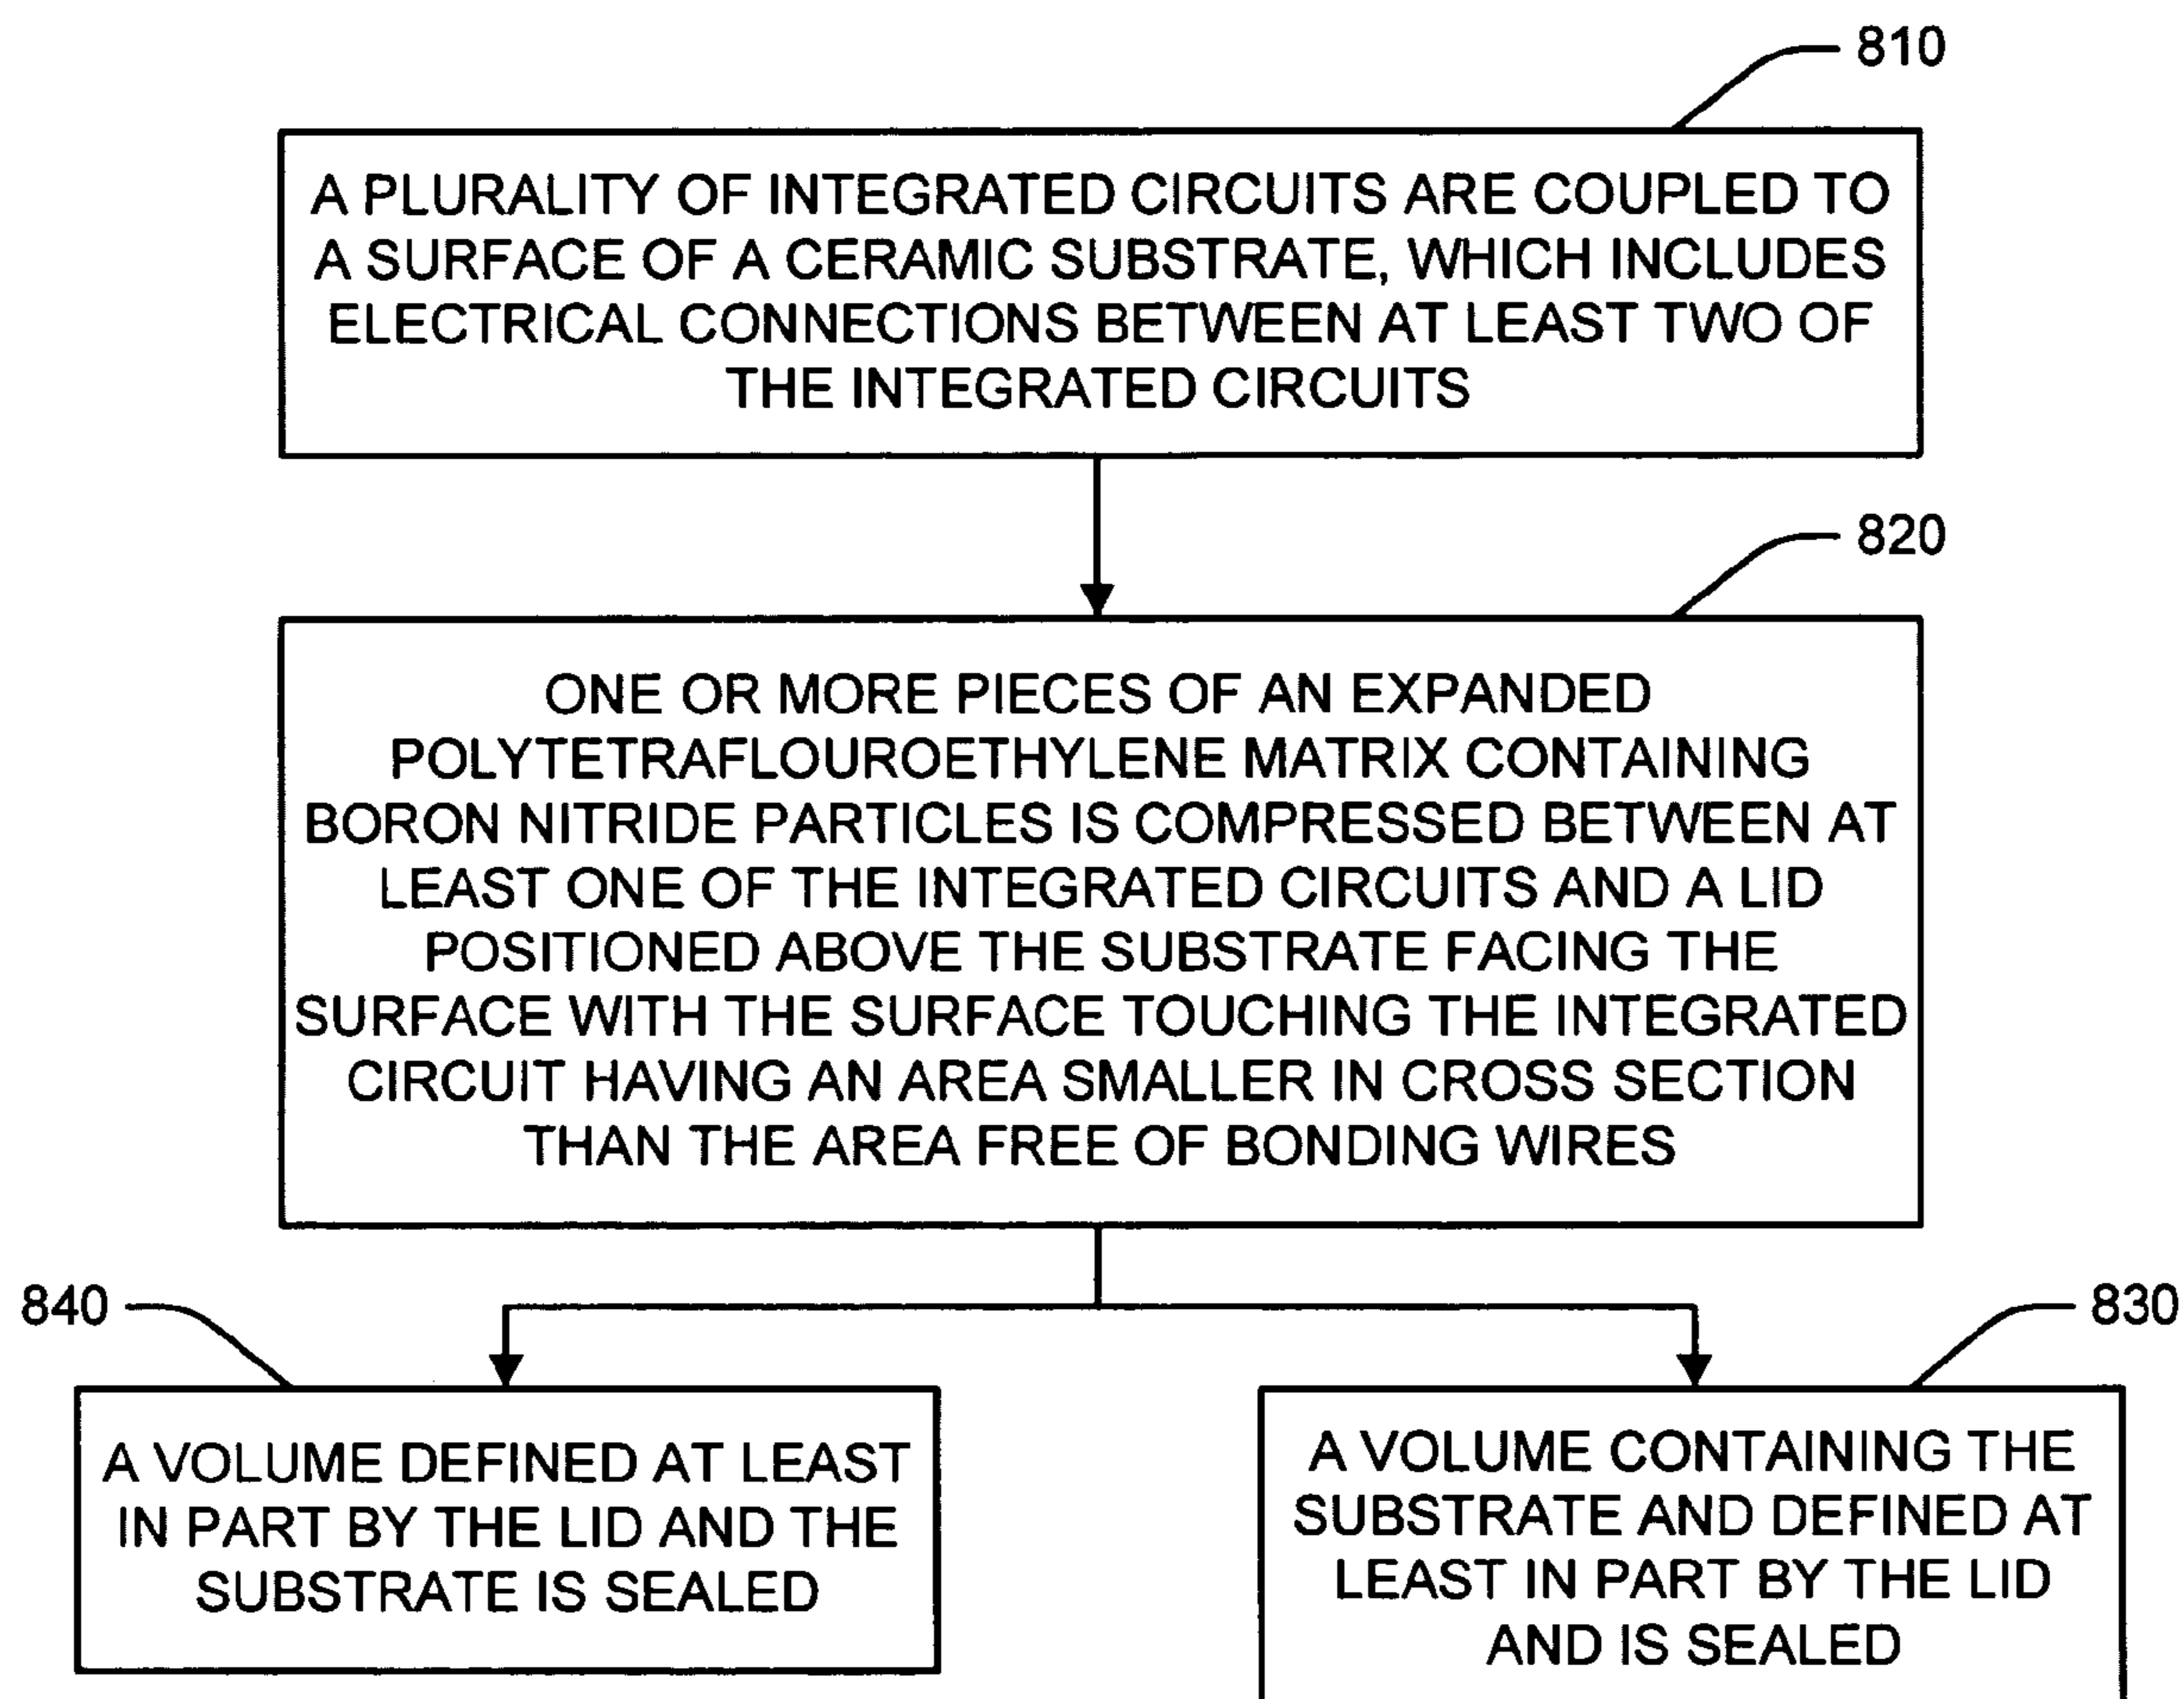 810
A PLURALITY OF INTEGRATED CIRCUITS ARE COUPLED TO
A SURFACE OF A CERAMIC SUBSTRATE, WHICH INCLUDES
ELECTRICAL CONNECTIONS BETWEEN AT LEAST TWO OF
THE INTEGRATED CIRCUITS
820
ONE OR MORE PIECES OF AN EXPANDED
POLYTETRAFLOUROETHYLENE MATRIX CONTAINING
BORON NITRIDE PARTICLES IS COMPRESSED BETWEEN AT
LEAST ONE OF THE INTEGRATED CIRCUITS AND A LID
POSITIONED ABOVE THE SUBSTRATE FACING THE
SURFACE WITH THE SURFACE TOUCHING THE INTEGRATED
CIRCUIT HAVING AN AREA SMALLER IN CROSS SECTION
THAN THE AREA FREE OF BONDING WIRES
840
A VOLUME DEFINED AT LEAST
IN PART BY THE LID AND THE
SUBSTRATE IS SEALED
830
A VOLUME CONTAINING THE
SUBSTRATE AND DEFINED AT
LEAST IN PART BY THE LID
AND IS SEALED